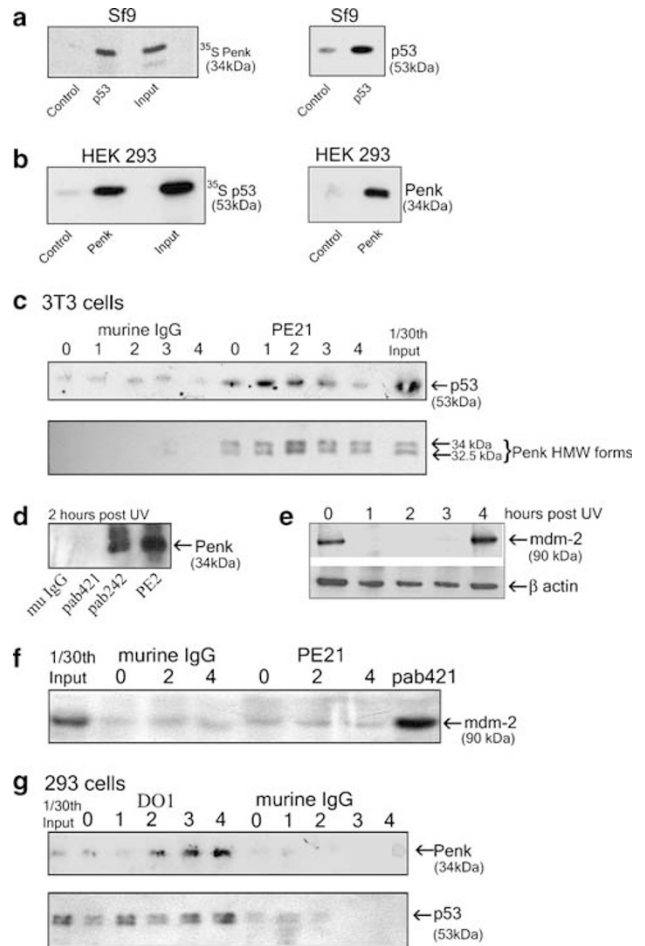 a Sf9 Sf9
35S Penk (34kDa)
p53 (53kDa)
Control p53 Input Control p53
b HEK 293 HEK 293
35S p53 (53kDa)
Penk (34kDa)
Control Penk Input Control Penk
c 3T3 cells
murine IgG PE21 1/30th Input
0 1 2 3 4 0 1 2 3 4
←p53 (53kDa)
←34 kDa
←32.5 kDa
} Penk HMW forms
d 2 hours post UV
← Penk (34kDa)
mu IgG pab421 pab242 PE2
e 0 1 2 3 4 hours post UV
←mdm-2 (90 kDa)
←β actin
f 1/30th Input murine IgG PE21
0 2 4 0 2 4 pab421
←mdm-2 (90 kDa)
g 293 cells
1/30th Input DO1 murine IgG
0 1 2 3 4 0 1 2 3 4
←Penk (34kDa)
←p53 (53kDa)